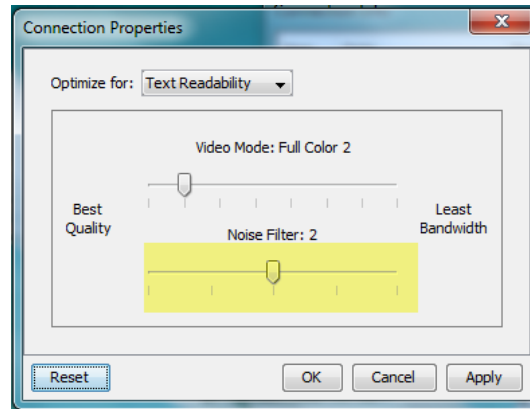 Connection Properties
Optimize for: Text Readability
Video Mode: Full Color 2
Best
Quality
Least
Bandwidth
Noise Filter: 2
Reset OK Cancel Apply